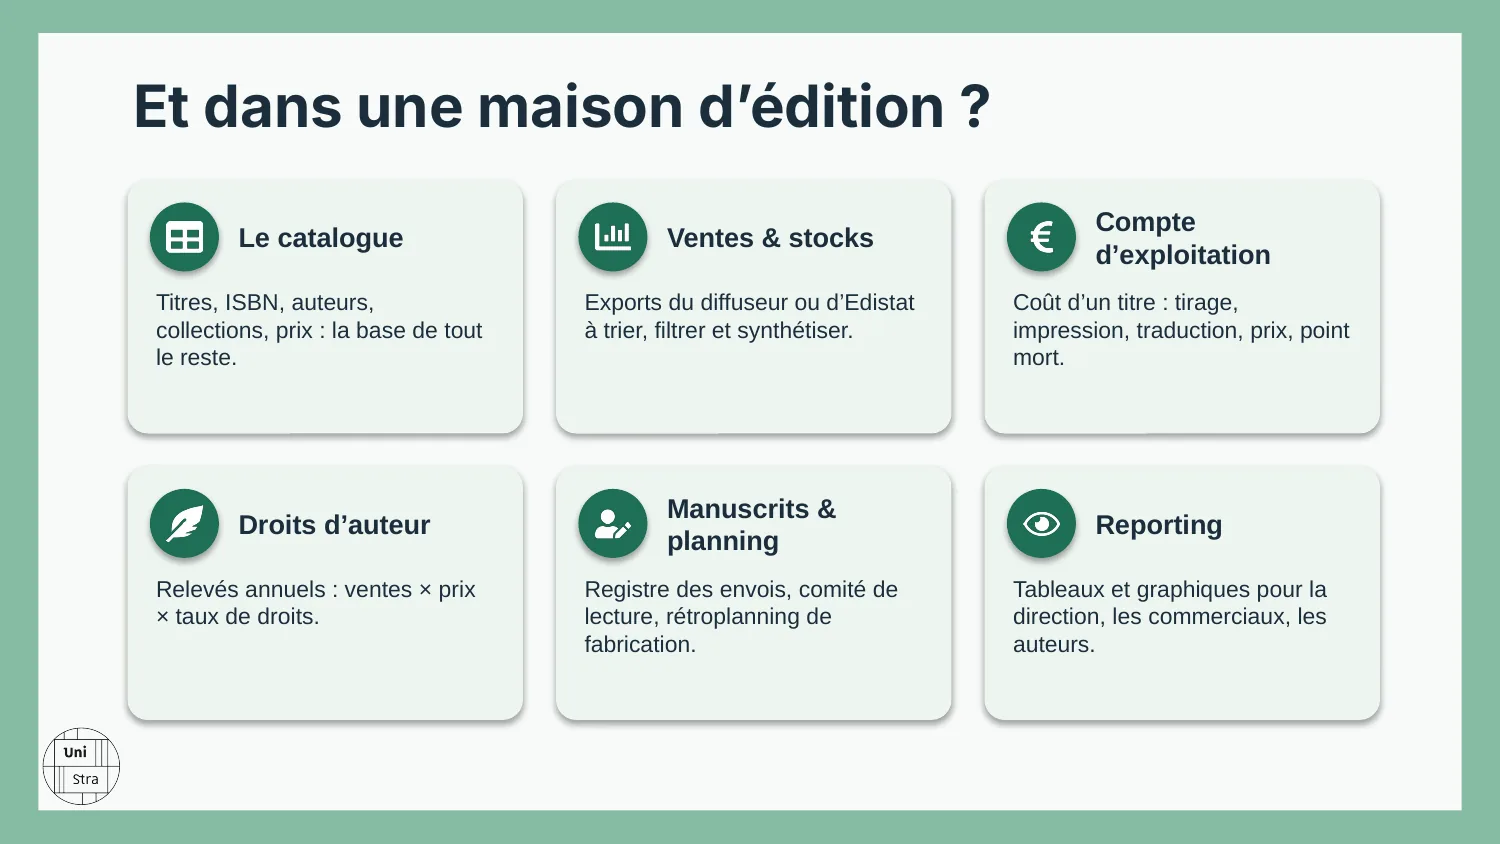 Et dans une maison d’édition ?
Le catalogue
Titres, ISBN, auteurs,
collections, prix : la base de tout
le reste.
Ventes & stocks
Exports du diffuseur ou d’Edistat
à trier, filtrer et synthétiser.
Compte
d’exploitation
Coût d’un titre : tirage,
impression, traduction, prix, point
mort.
Droits d’auteur
Relevés annuels : ventes × prix
× taux de droits.
Manuscrits &
planning
Registre des envois, comité de
lecture, rétroplanning de
fabrication.
Reporting
Tableaux et graphiques pour la
direction, les commerciaux, les
auteurs.
Uni
Stra